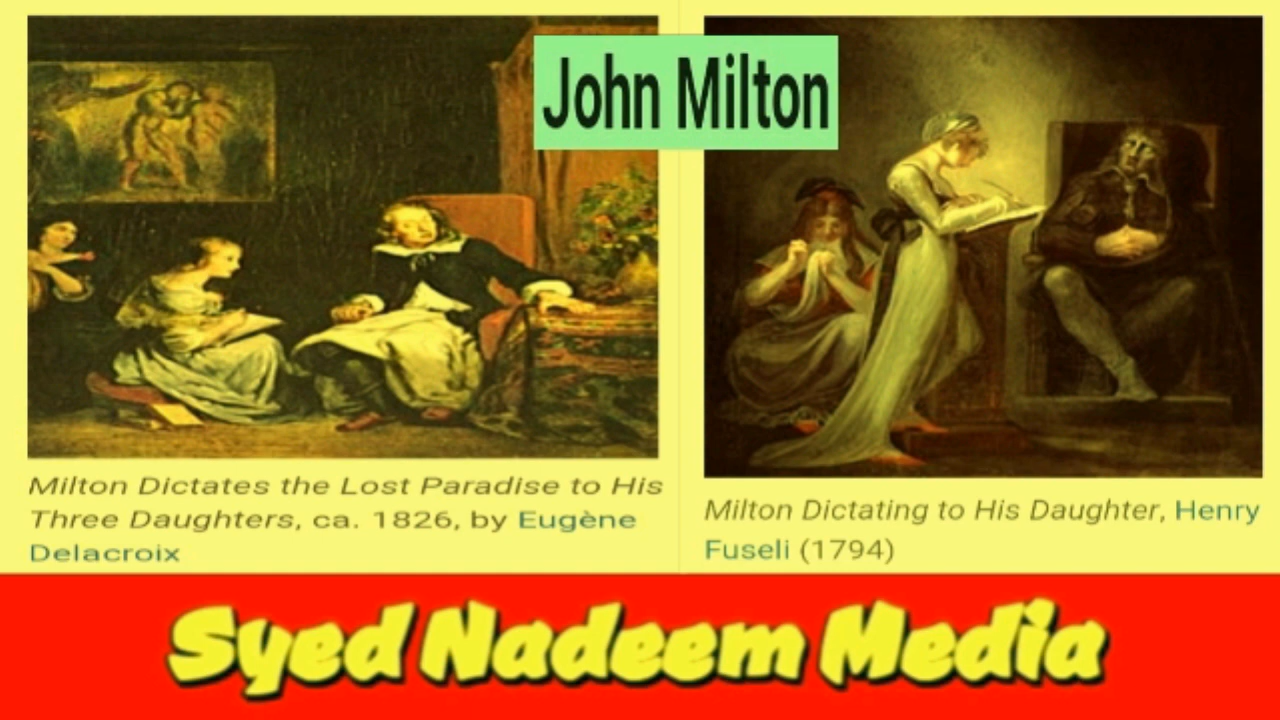 John Milton
Milton Dictates the Lost Paradise to His
Three Daughters, ca. 1826, by Eugène
Delacroix
Milton Dictating to His Daughter, Henry
Fuseli (1794)
Syed Nadeem Media